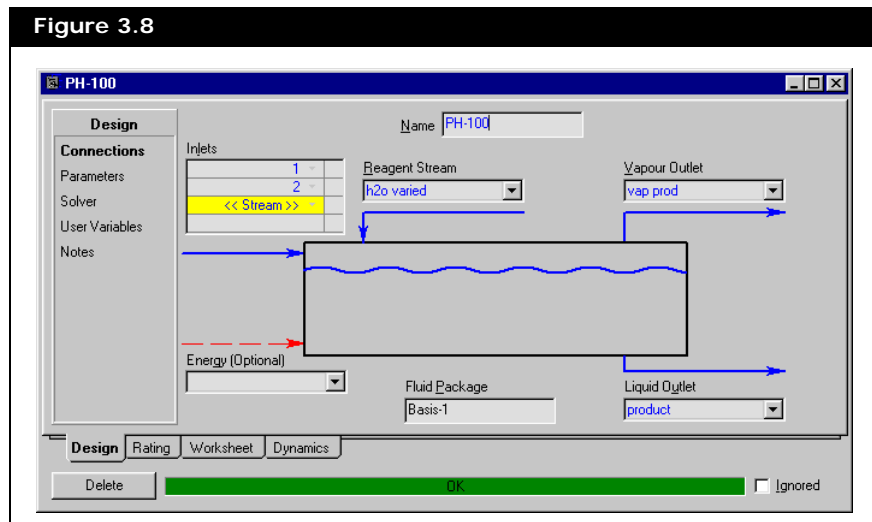 Figure 3.8
PH-100
Design
Connections
Parameters
Solver
User Variables
Notes
Name PH-100
Inlets
1
2
<< Stream >>
Reagent Stream
h2o varied
Vapour Outlet
vap prod
Energy (Optional)
Fluid Package
Basis-1
Liquid Outlet
product
Design Rating Worksheet Dynamics
Delete OK Ignored